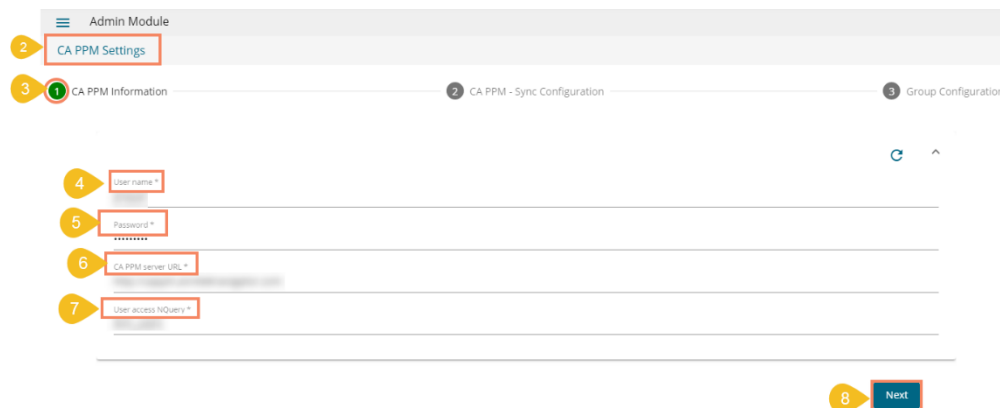 Admin Module
2 CA PPM Settings
3 1 CA PPM Information 2 CA PPM - Sync Configuration 3 Group Configuration
4 User name *
5 Password *
•••••••••
6 CA PPM server URL *
7 User access NQuery *
8 Next